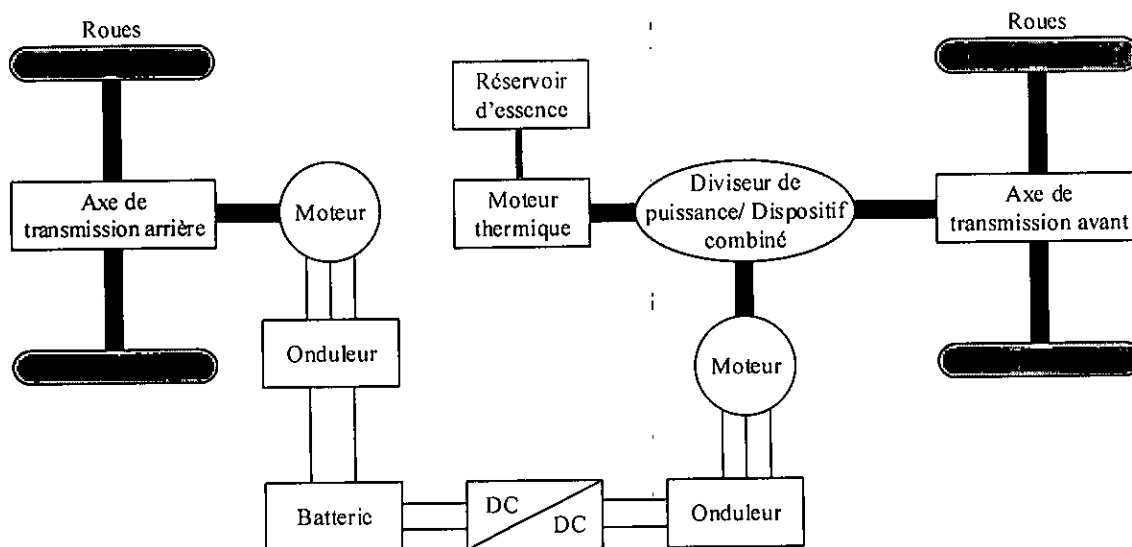 Roues
Roues
Réservoir
d'essence
Axe de
transmission arrière
Moteur
Moteur
thermique
Diviseur de
puissance/ Dispositif
combiné
Axe de
transmission avant
Onduleur
Moteur
Batterie
DC
DC
Onduleur